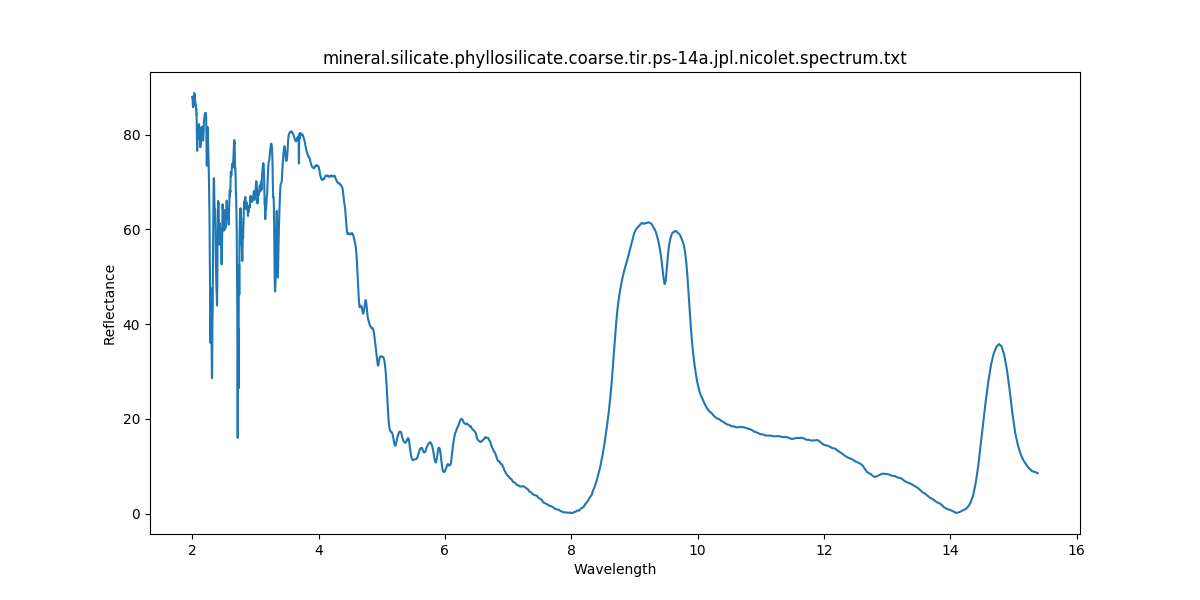 mineral.silicate.phyllosilicate.coarse.tir.ps-14a.jpl.nicolet.spectrum.txt
80
60
40
20
0
Reflectance
2 4 6 8 10 12 14 16
Wavelength